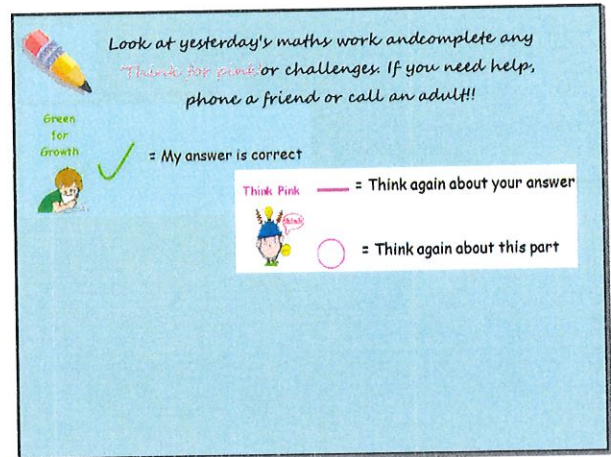 Look at yesterday's maths work andcomplete any
'Think for pink' or challenges. If you need help,
phone a friend or call an adult!!
Green
for
Growth
= My answer is correct
Think Pink
= Think again about your answer
think
= Think again about this part